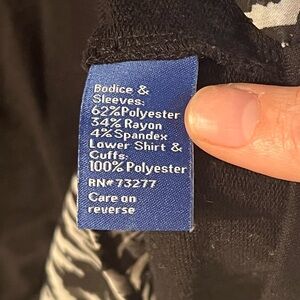 Bodice &
Sleeves:
62%Polyester
34% Rayon
4% Spandex
Lower Shirt &
Cuffs:
100% Polyester
RN# 73277
Care on
reverse